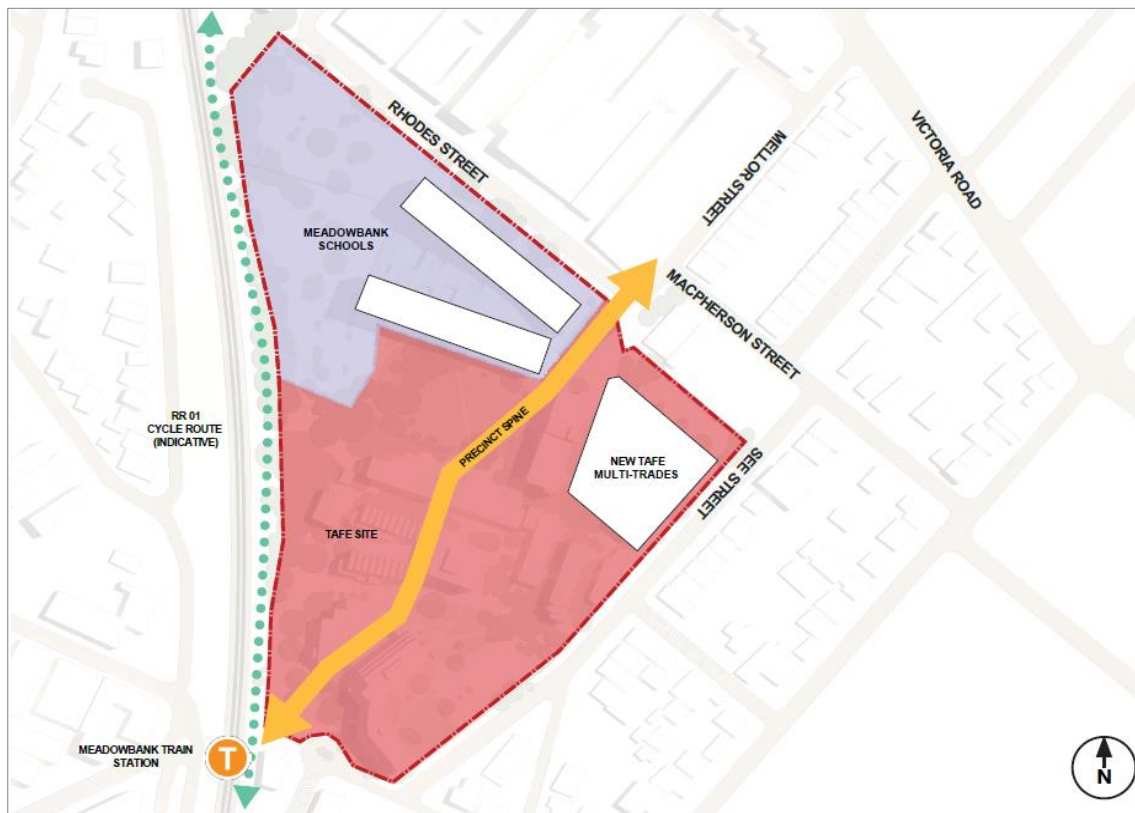 RHODES STREET
MELLOR STREET
VICTORIA ROAD
MEADOWBANK
SCHOOLS
MACPHERSON STREET
RR 01
CYCLE ROUTE
(INDICATIVE)
PRECINCT SPINE
NEW TAFE
MULTI-TRADES
SEE STREET
TAFE SITE
MEADOWBANK TRAIN
STATION
T
N